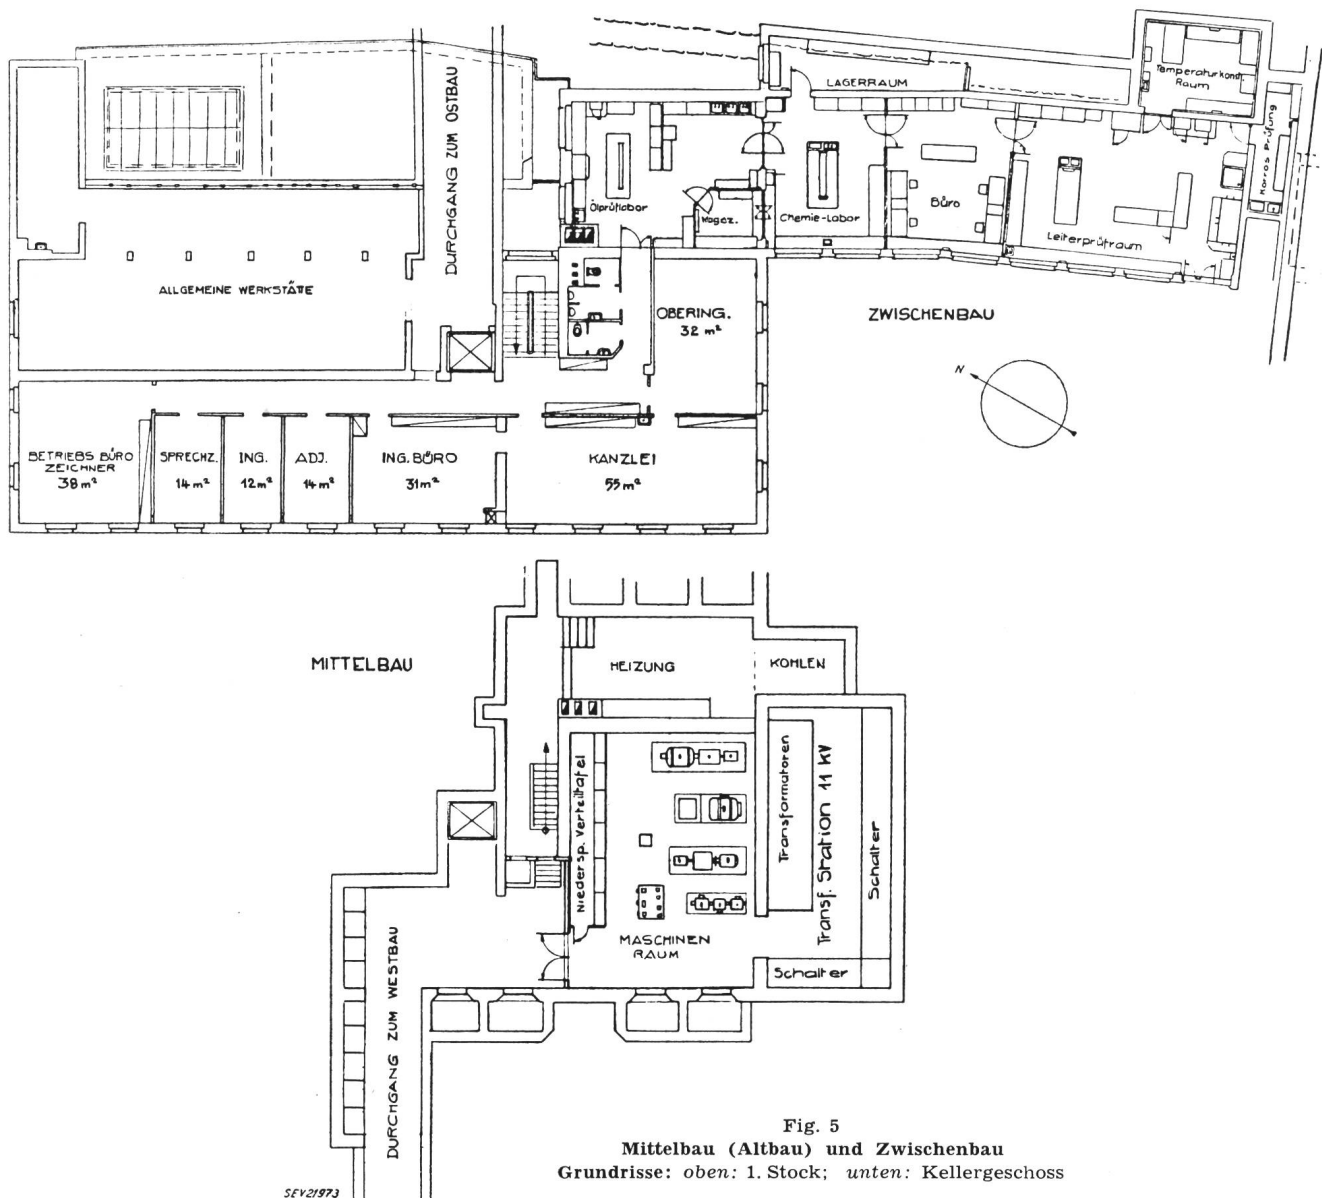 DURCHGANG ZUM OSTBAU
LAGERRAUM
Temperaturkond.
Raum
Korros Prüfung
Ölprüflabor
Wagez.
Chemie-Labor
Büro
Leiterprüfraum
ALLGEMEINE WERKSTÄTTE
OBERING.
32 m²
ZWISCHENBAU
N
BETRIEBS BÜRO
ZEICHNER
38 m²
SPRECHZ.
14 m²
ING.
12 m²
ADJ.
14 m²
ING. BÜRO
31 m²
KANZLEI
55 m²
MITTELBAU
HEIZUNG
KOHLEN
Niedersp. Verteiltafel
Transformatoren
Transf. Station 11 KV
Schalter
MASCHINEN
RAUM
Schalter
DURCHGANG ZUM WESTBAU
Fig. 5
Mittelbau (Altbau) und Zwischenbau
Grundrisse: oben: 1. Stock; unten: Kellergeschoss
SEV21973